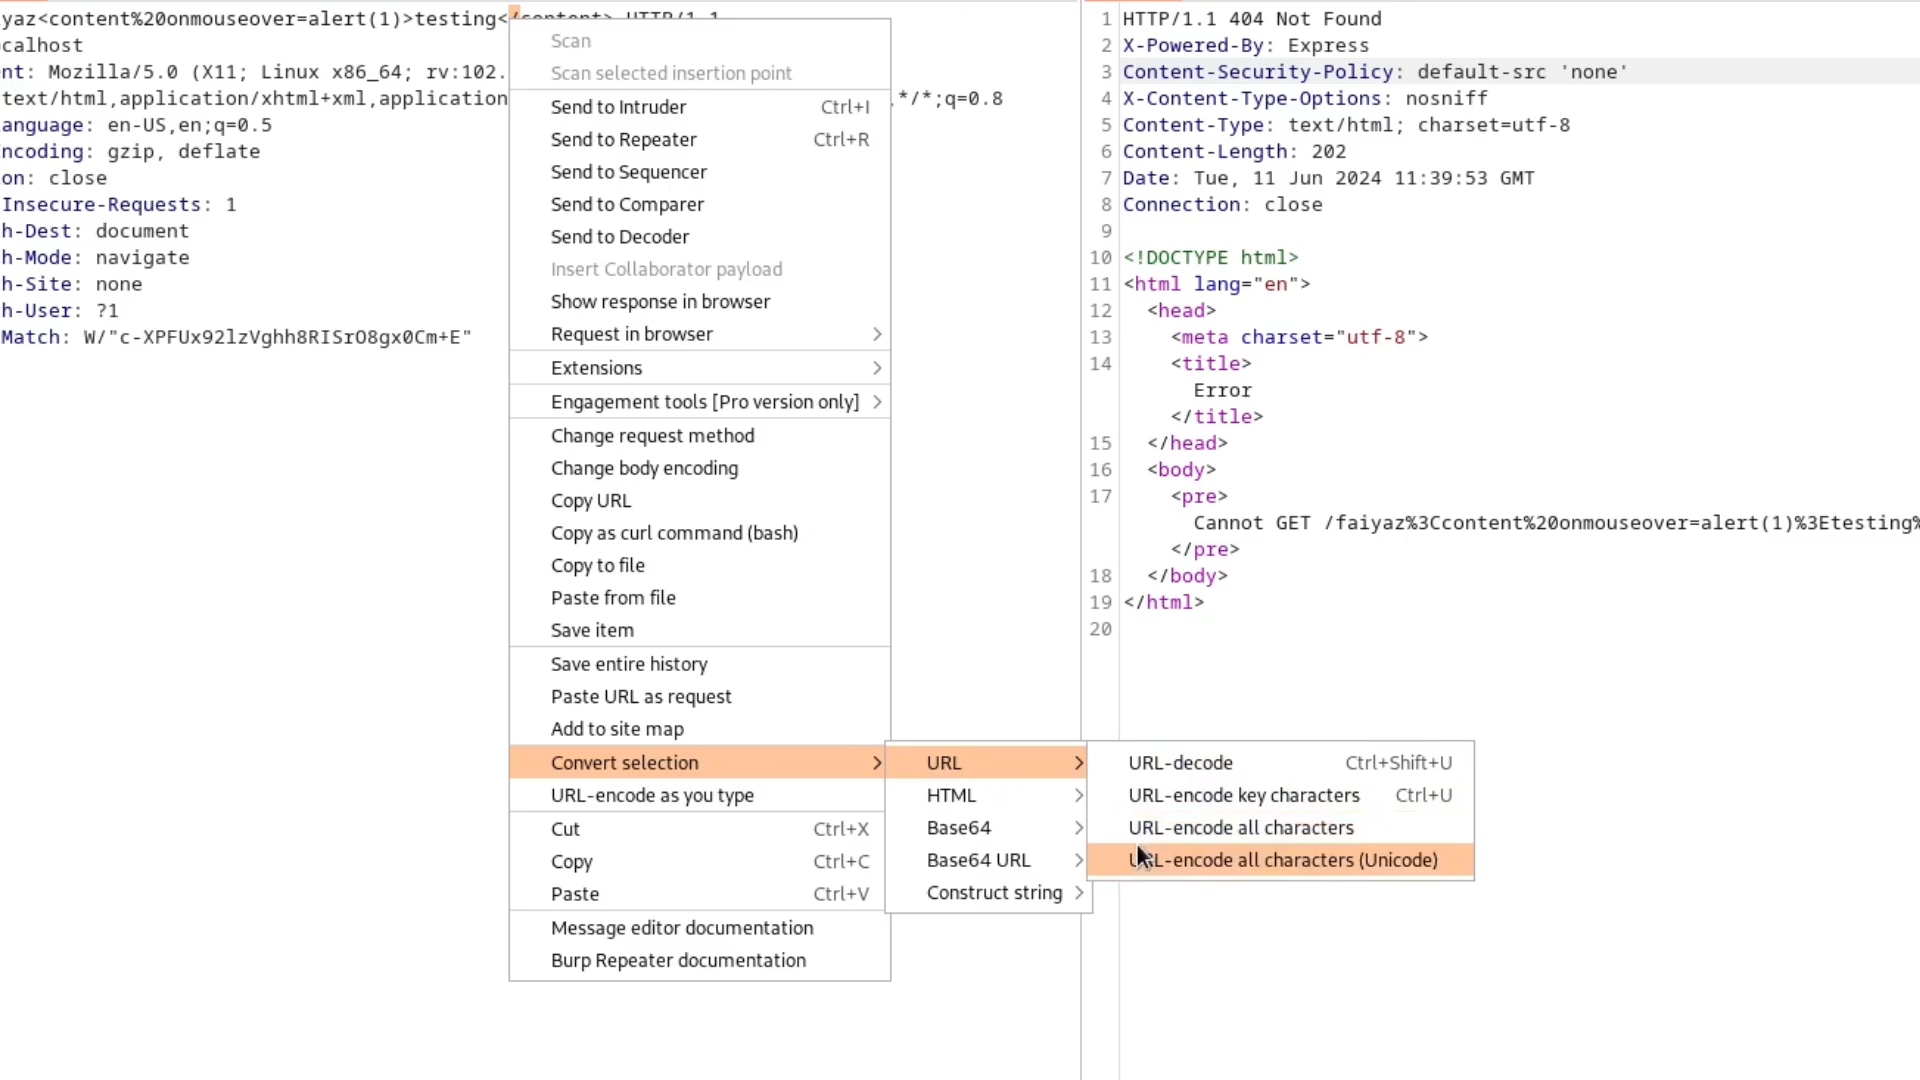 yaz<content%20onmouseover=alert(1)>testing</content> HTTP/1.1
calhost
nt: Mozilla/5.0 (X11; Linux x86_64; rv:102.
text/html,application/xhtml+xml,application
.*/*;q=0.8
anguage: en-US,en;q=0.5
ncoding: gzip, deflate
on: close
Insecure-Requests: 1
h-Dest: document
h-Mode: navigate
h-Site: none
h-User: ?1
Match: W/"c-XPFUx92lzVghh8RISrO8gx0Cm+E"
Scan
Scan selected insertion point
Send to Intruder Ctrl+I
Send to Repeater Ctrl+R
Send to Sequencer
Send to Comparer
Send to Decoder
Insert Collaborator payload
Show response in browser
Request in browser
Extensions
Engagement tools [Pro version only]
Change request method
Change body encoding
Copy URL
Copy as curl command (bash)
Copy to file
Paste from file
Save item
Save entire history
Paste URL as request
Add to site map
Convert selection
URL-encode as you type
Cut Ctrl+X
Copy Ctrl+C
Paste Ctrl+V
Message editor documentation
Burp Repeater documentation
URL
HTML
Base64
Base64 URL
Construct string
URL-decode Ctrl+Shift+U
URL-encode key characters Ctrl+U
URL-encode all characters
URL-encode all characters (Unicode)
1 HTTP/1.1 404 Not Found
2 X-Powered-By: Express
3 Content-Security-Policy: default-src 'none'
4 X-Content-Type-Options: nosniff
5 Content-Type: text/html; charset=utf-8
6 Content-Length: 202
7 Date: Tue, 11 Jun 2024 11:39:53 GMT
8 Connection: close
9
10 <!DOCTYPE html>
11 <html lang="en">
12 <head>
13 <meta charset="utf-8">
14 <title>
Error
</title>
15 </head>
16 <body>
17 <pre>
Cannot GET /faiyaz%3Ccontent%20onmouseover=alert(1)%3Etesting%
</pre>
18 </body>
19 </html>
20